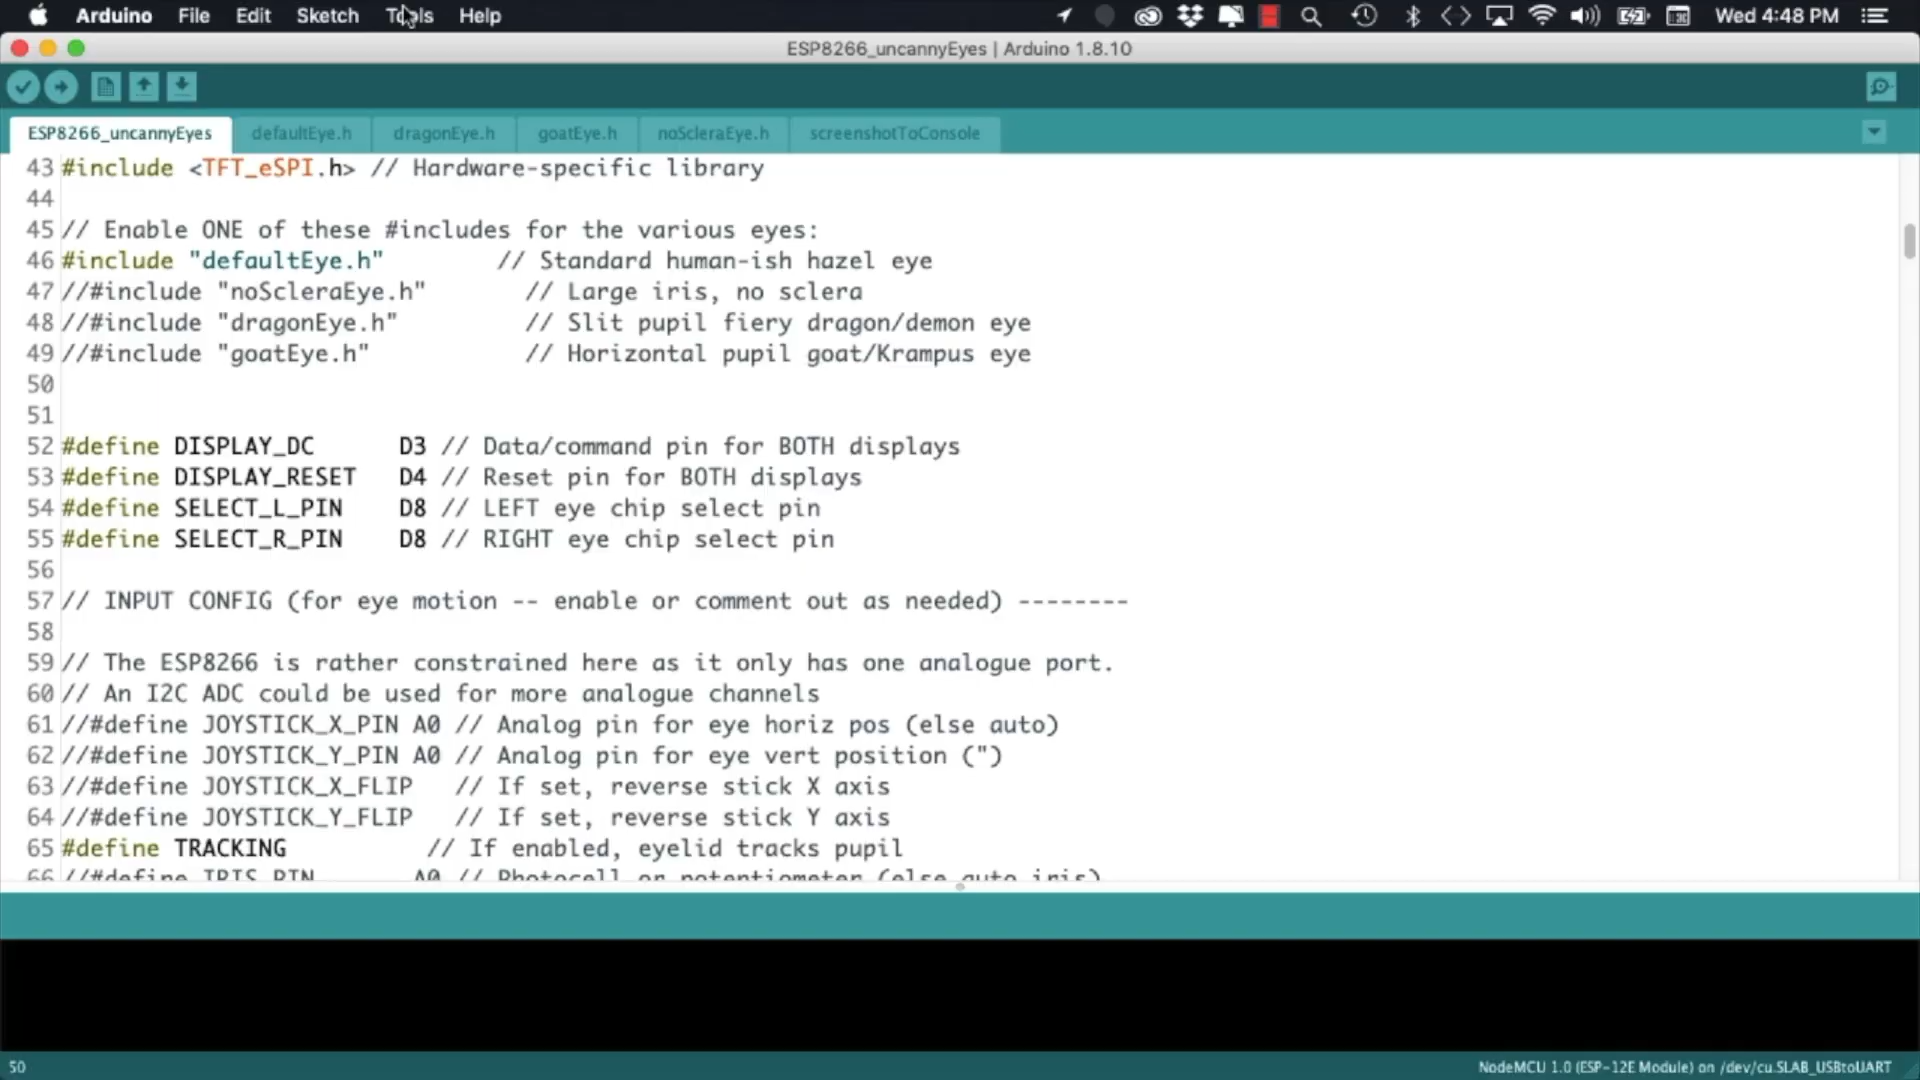 Arduino File Edit Sketch Tools Help Wed 4:48 PM
ESP8266_uncannyEyes | Arduino 1.8.10
ESP8266_uncannyEyes defaultEye.h dragonEye.h goatEye.h noScleraEye.h screenshotToConsole
43 #include <TFT_eSPI.h> // Hardware-specific library
44
45 // Enable ONE of these #includes for the various eyes:
46 #include "defaultEye.h" // Standard human-ish hazel eye
47 //#include "noScleraEye.h" // Large iris, no sclera
48 //#include "dragonEye.h" // Slit pupil fiery dragon/demon eye
49 //#include "goatEye.h" // Horizontal pupil goat/Krampus eye
50
51
52 #define DISPLAY_DC D3 // Data/command pin for BOTH displays
53 #define DISPLAY_RESET D4 // Reset pin for BOTH displays
54 #define SELECT_L_PIN D8 // LEFT eye chip select pin
55 #define SELECT_R_PIN D8 // RIGHT eye chip select pin
56
57 // INPUT CONFIG (for eye motion -- enable or comment out as needed) --------
58
59 // The ESP8266 is rather constrained here as it only has one analogue port.
60 // An I2C ADC could be used for more analogue channels
61 //#define JOYSTICK_X_PIN A0 // Analog pin for eye horiz pos (else auto)
62 //#define JOYSTICK_Y_PIN A0 // Analog pin for eye vert position (")
63 //#define JOYSTICK_X_FLIP // If set, reverse stick X axis
64 //#define JOYSTICK_Y_FLIP // If set, reverse stick Y axis
65 #define TRACKING // If enabled, eyelid tracks pupil
66 //#define IRIS_PIN A0 // Photocell or potentiometer (else auto iris)
50 NodeMCU 1.0 (ESP-12E Module) on /dev/cu.SLAB_USBtoUART